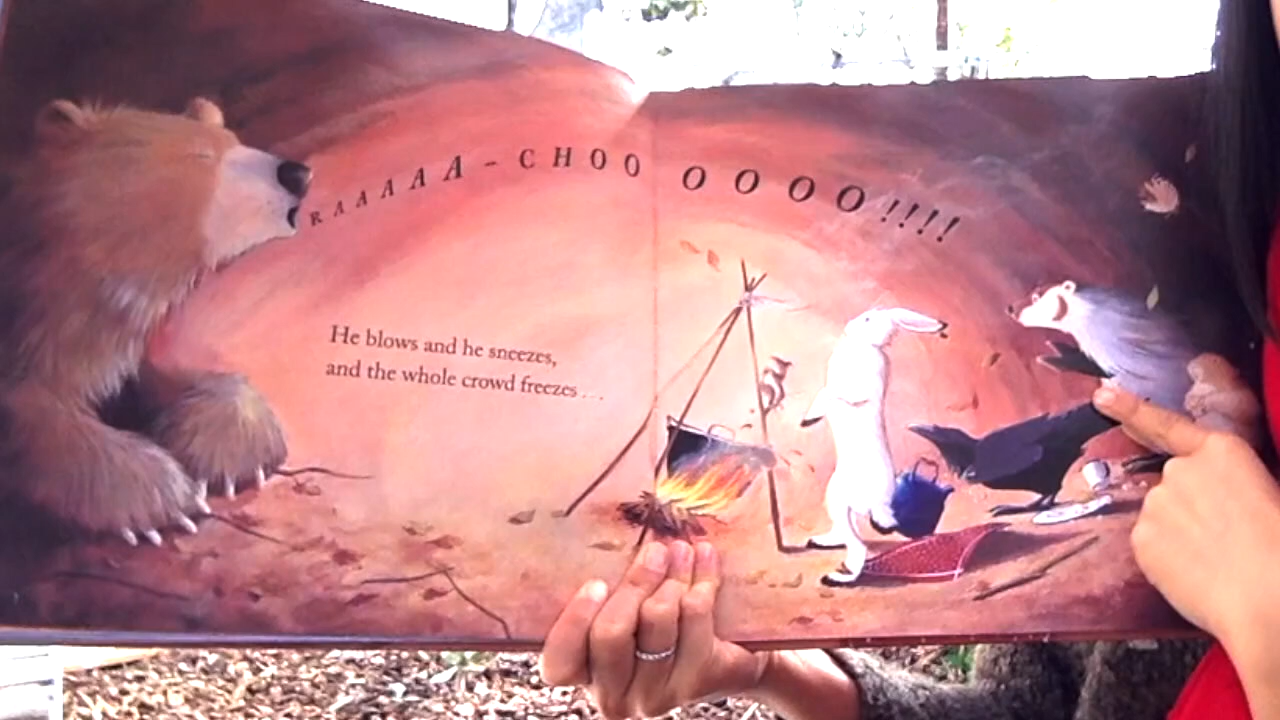 RAAAAA-CHOO OOOO!!!!
He blows and he sneezes,
and the whole crowd freezes ...